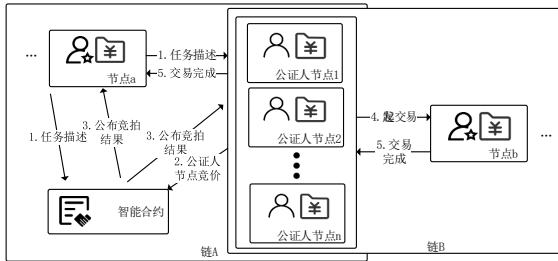 ...
节点a
1.任务描述
5.交易完成
公证人节点1
公证人节点2
公证人节点n
4.发起交易
5.交易
完成
节点b
...
1.任务描述
3.公布竞拍
结果
3.公布竞拍
结果
2.公证人
节点竞价
智能合约
链A
链B